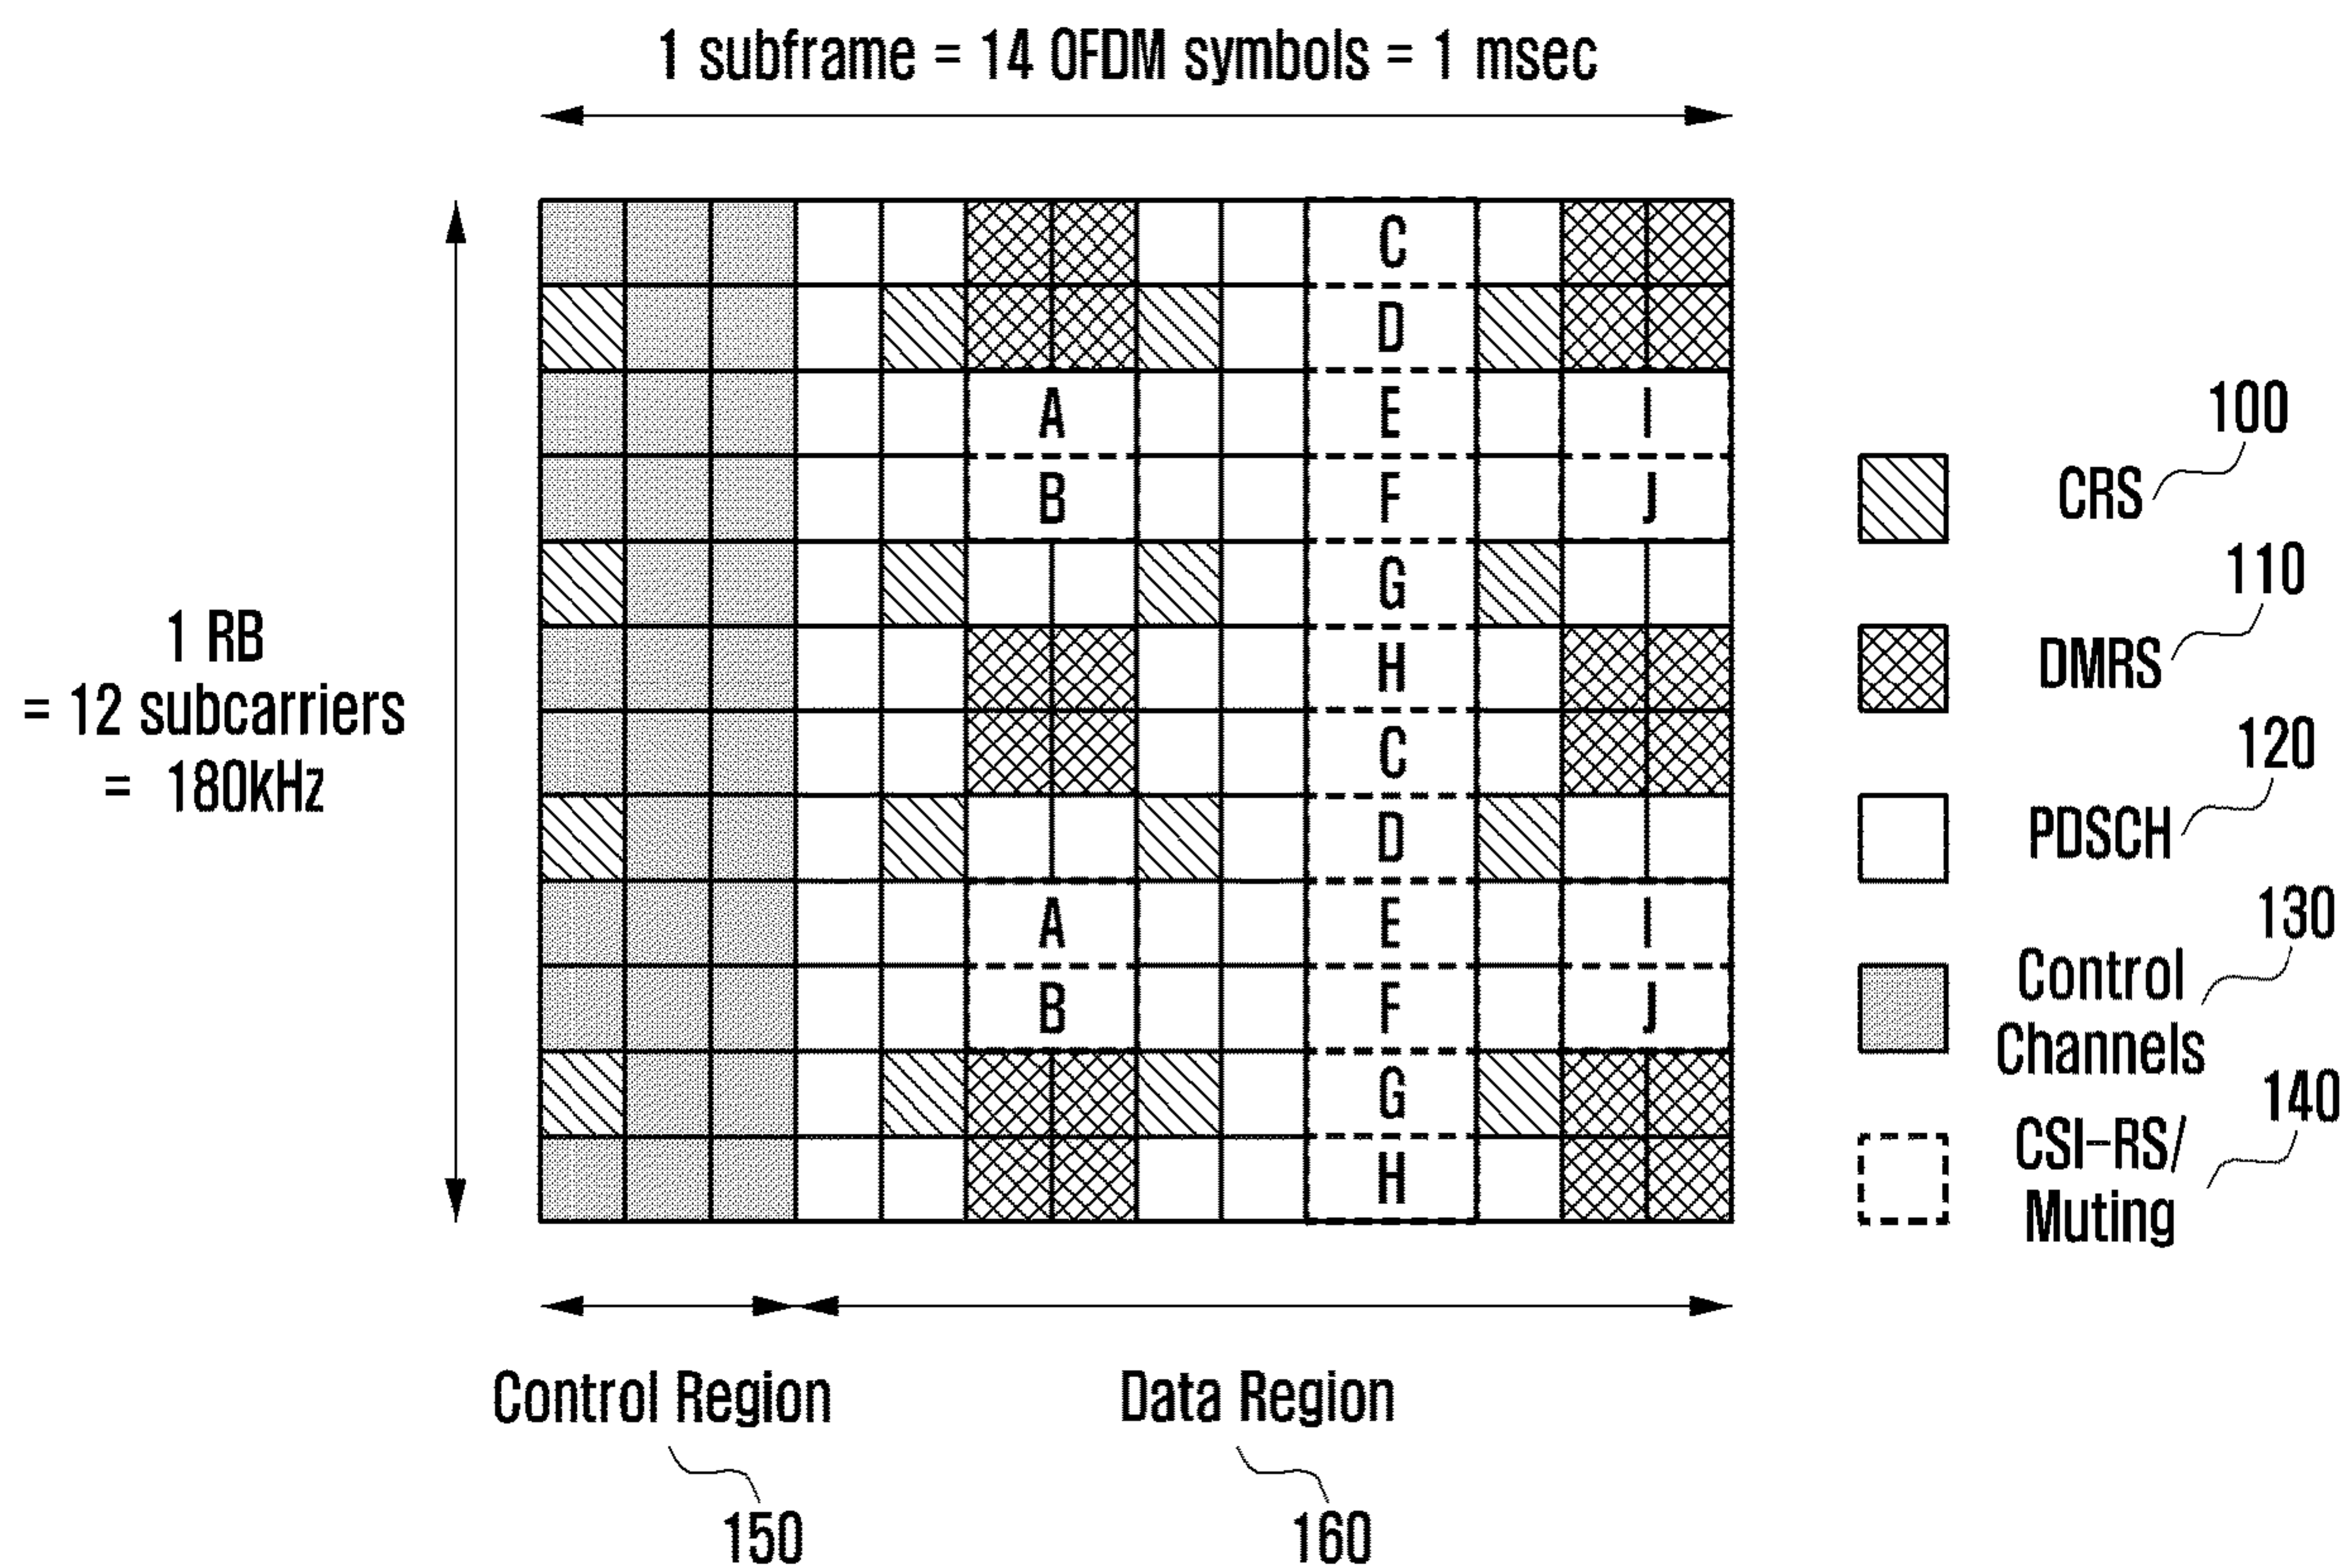 1 subframe = 14 OFDM symbols = 1 msec
C
D
A E I
B F J
G
H
C
D
A E I
B F J
G
H
1 RB
= 12 subcarriers
= 180kHz
100
CRS
110
DMRS
120
PDSCH
130
Control
Channels
140
CSI-RS/
Muting
Control Region
150
Data Region
160